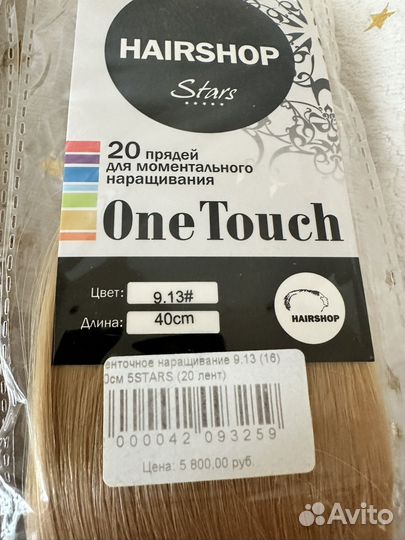 HAIRSHOP
Stars
20 прядей
для моментального
наращивания
One Touch
Цвет: 9.13#
Длина: 40cm
HAIRSHOP
енточное наращивание 9.13 (16)
0см 5STARS (20 лент)
000042 093259
Цена: 5 800,00 руб.
Avito